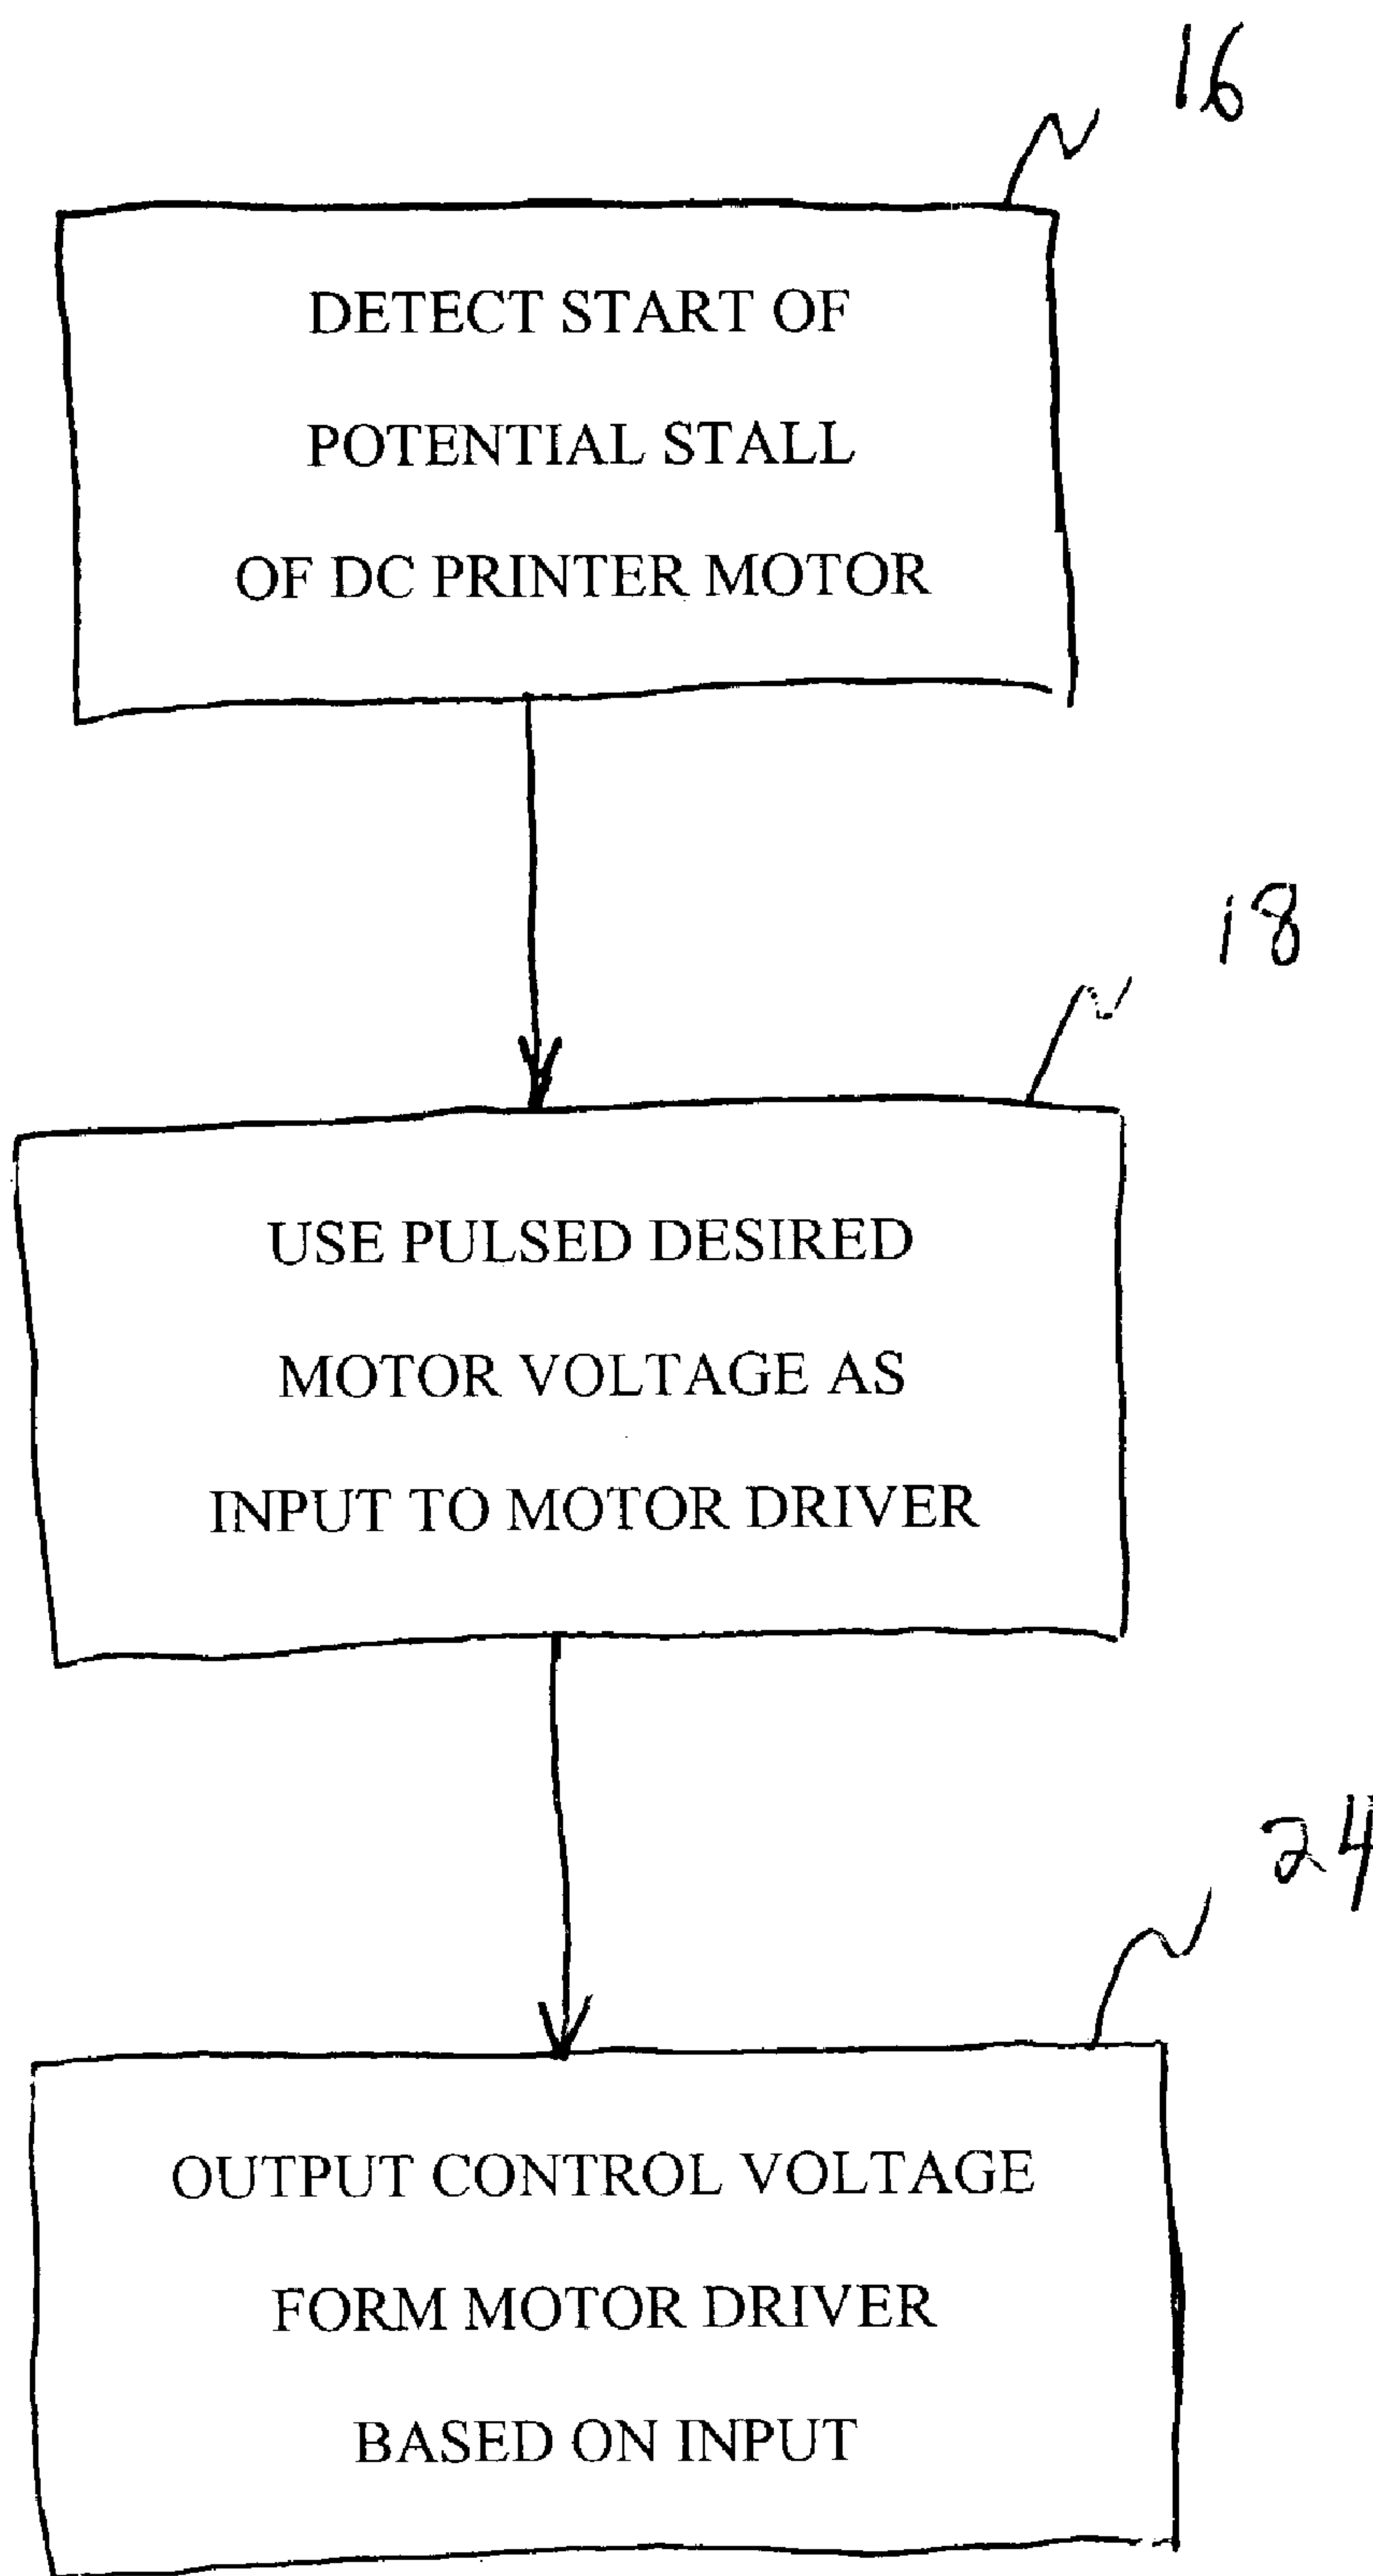 16
DETECT START OF
POTENTIAL STALL
OF DC PRINTER MOTOR
18
USE PULSED DESIRED
MOTOR VOLTAGE AS
INPUT TO MOTOR DRIVER
24
OUTPUT CONTROL VOLTAGE
FORM MOTOR DRIVER
BASED ON INPUT